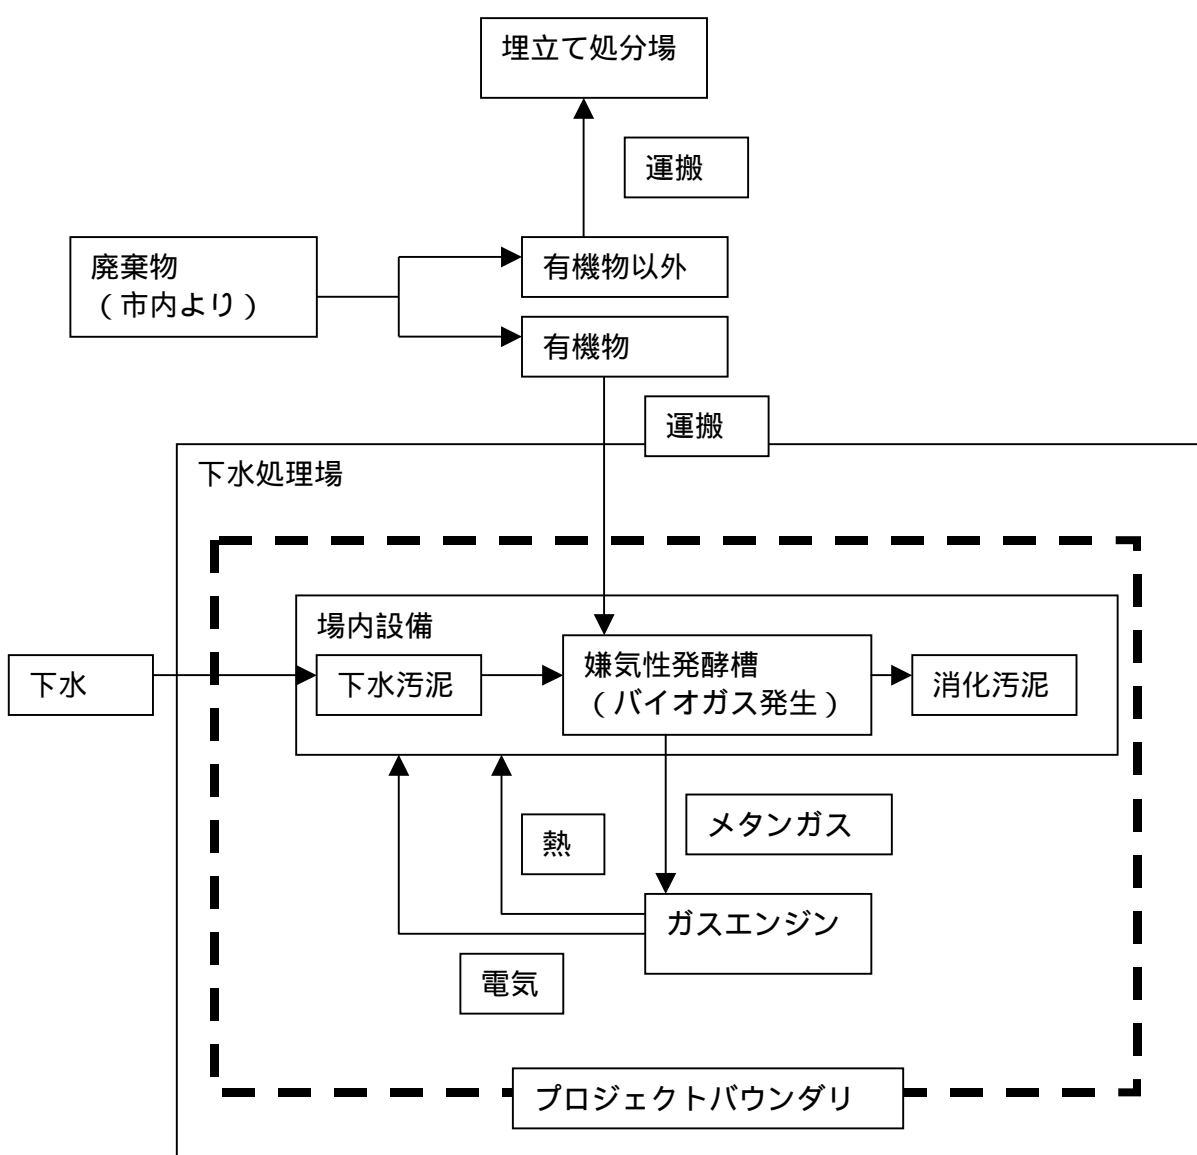 埋立て処分場
運搬
廃棄物
（市内より）
有機物以外
有機物
運搬
下水処理場
場内設備
下水
下水汚泥
嫌気性発酵槽
（バイオガス発生）
消化汚泥
メタンガス
熱
ガスエンジン
電気
プロジェクトバウンダリ